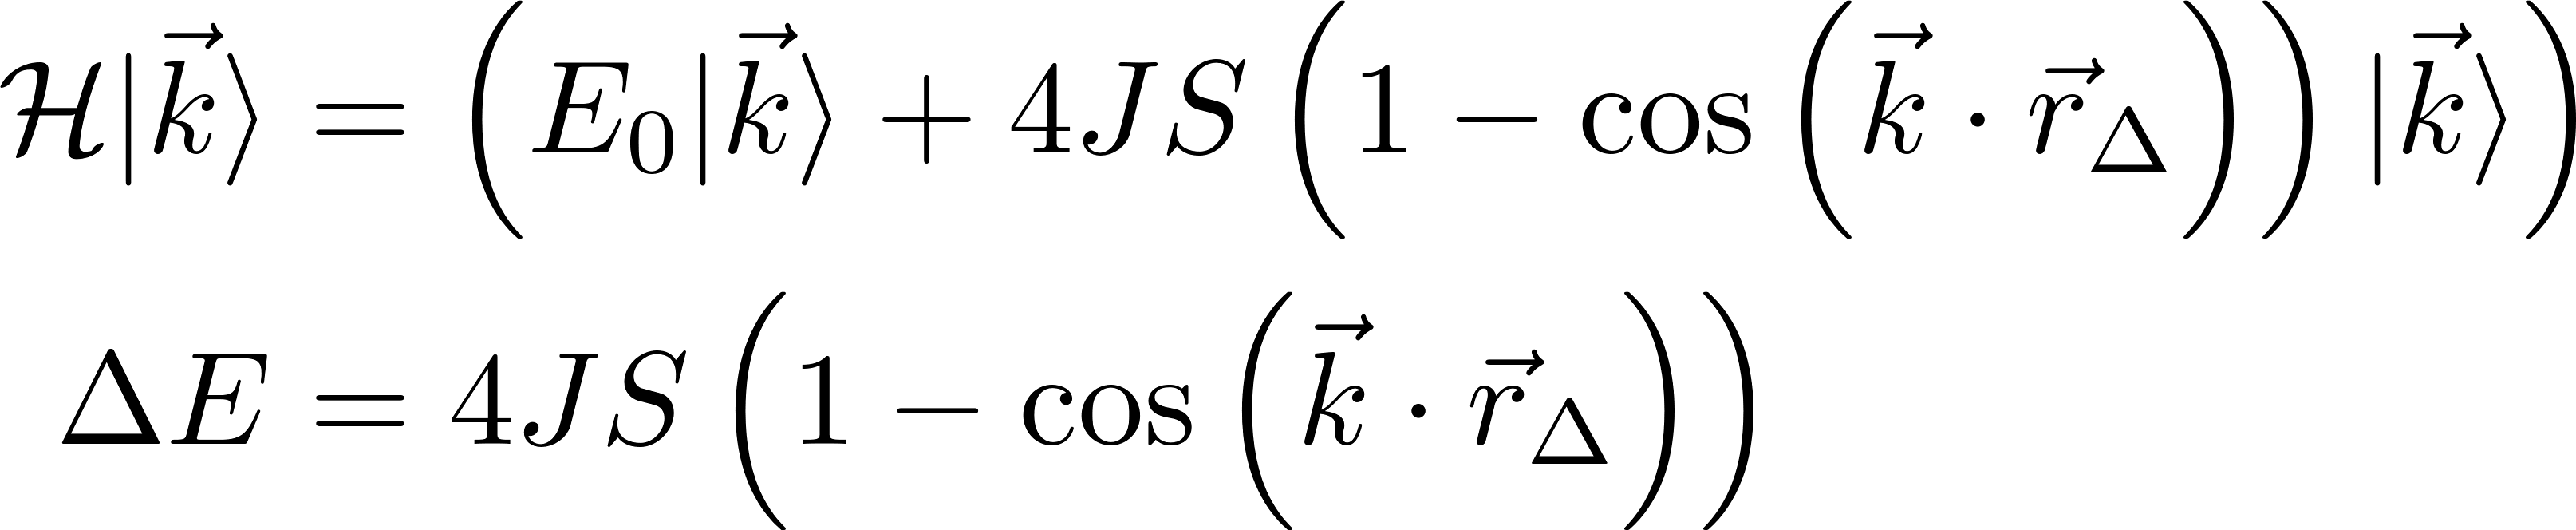 ℋ|k⃗⟩ = (E₀|k⃗⟩ + 4JS (1 − cos (k⃗ · r⃗_Δ)) |k⃗⟩)
ΔE = 4JS (1 − cos (k⃗ · r⃗_Δ))